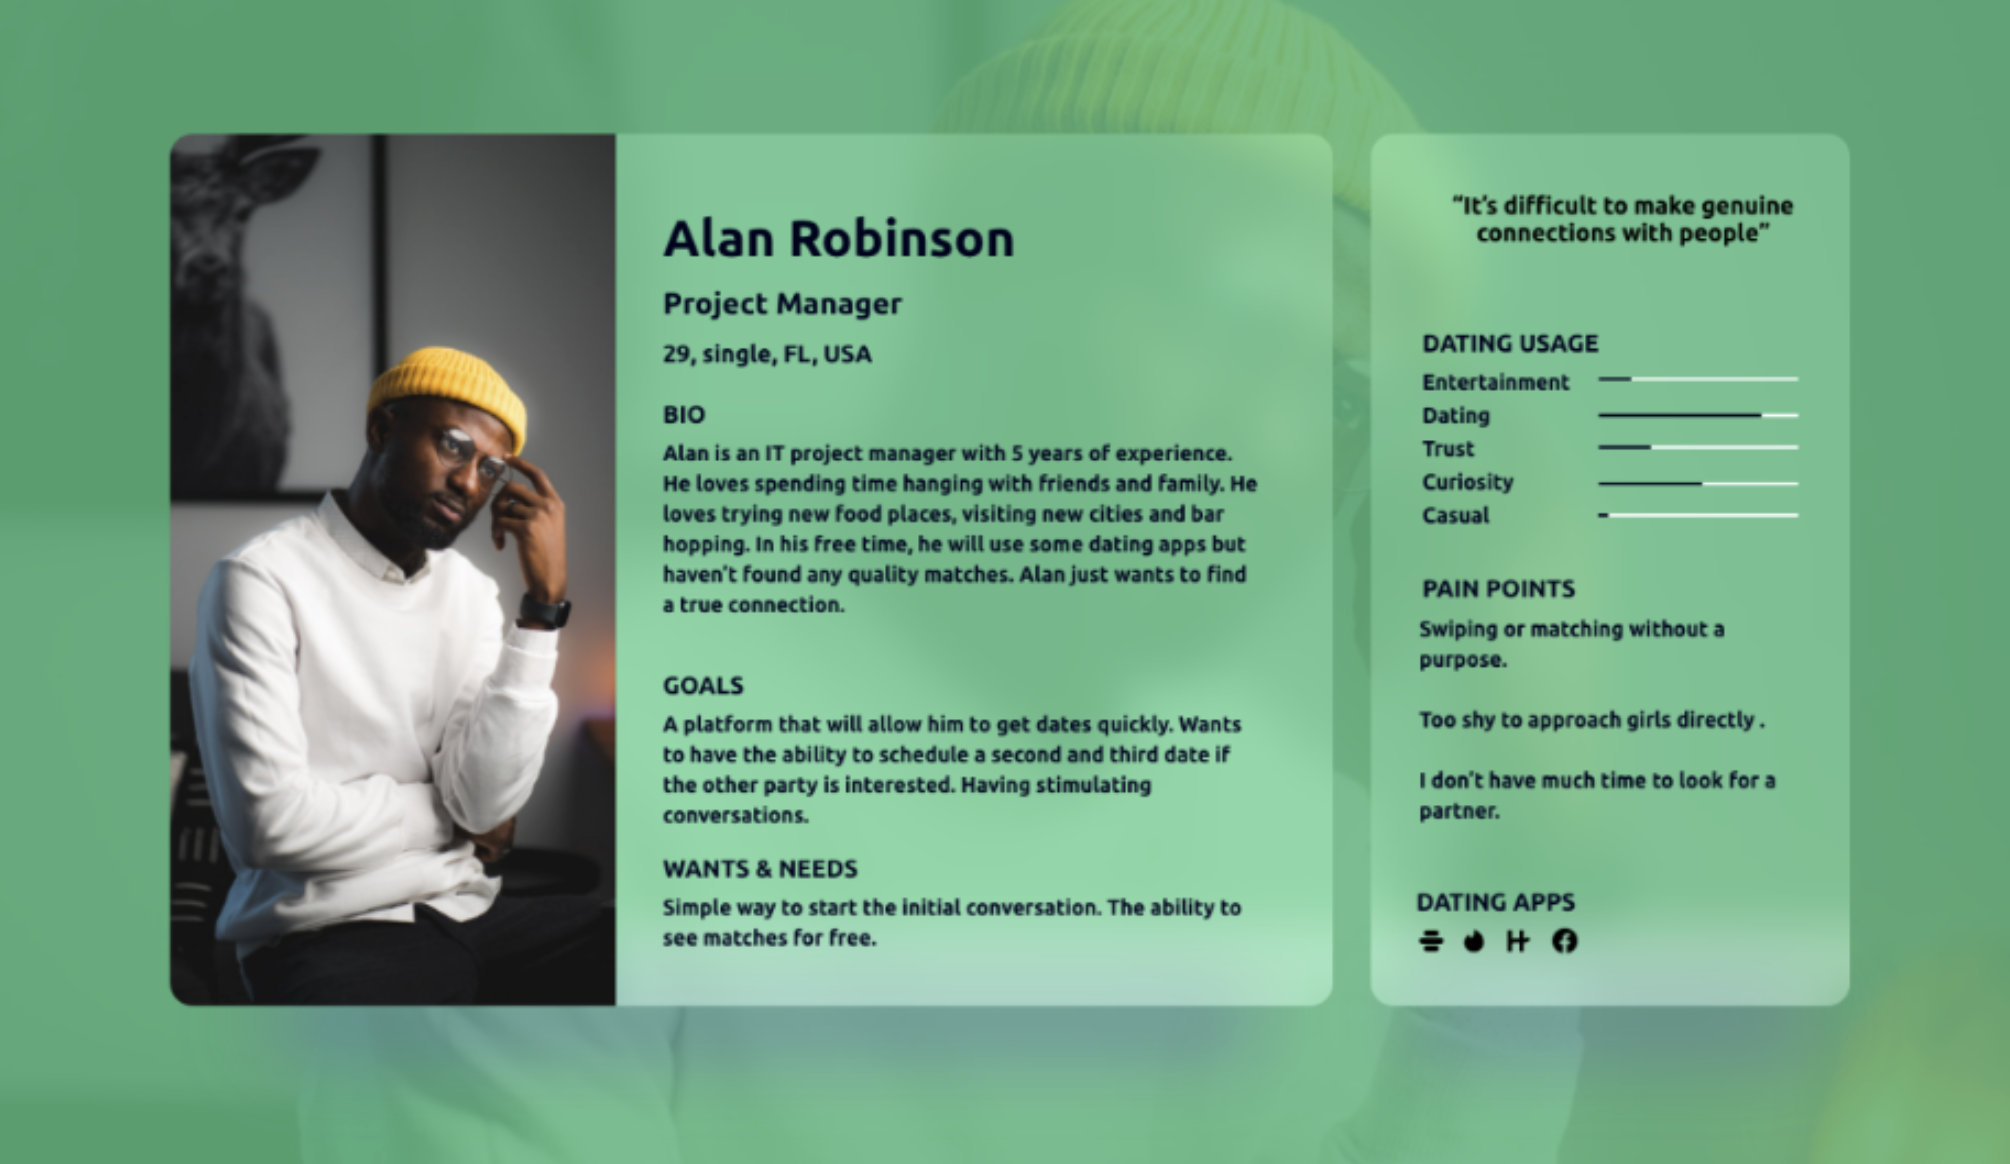 Alan Robinson
Project Manager
29, single, FL, USA
BIO
Alan is an IT project manager with 5 years of experience.
He loves spending time hanging with friends and family. He
loves trying new food places, visiting new cities and bar
hopping. In his free time, he will use some dating apps but
haven't found any quality matches. Alan just wants to find
a true connection.
GOALS
A platform that will allow him to get dates quickly. Wants
to have the ability to schedule a second and third date if
the other party is interested. Having stimulating
conversations.
WANTS & NEEDS
Simple way to start the initial conversation. The ability to
see matches for free.
“It’s difficult to make genuine
connections with people”
DATING USAGE
Entertainment
Dating
Trust
Curiosity
Casual
PAIN POINTS
Swiping or matching without a
purpose.
Too shy to approach girls directly .
I don't have much time to look for a
partner.
DATING APPS